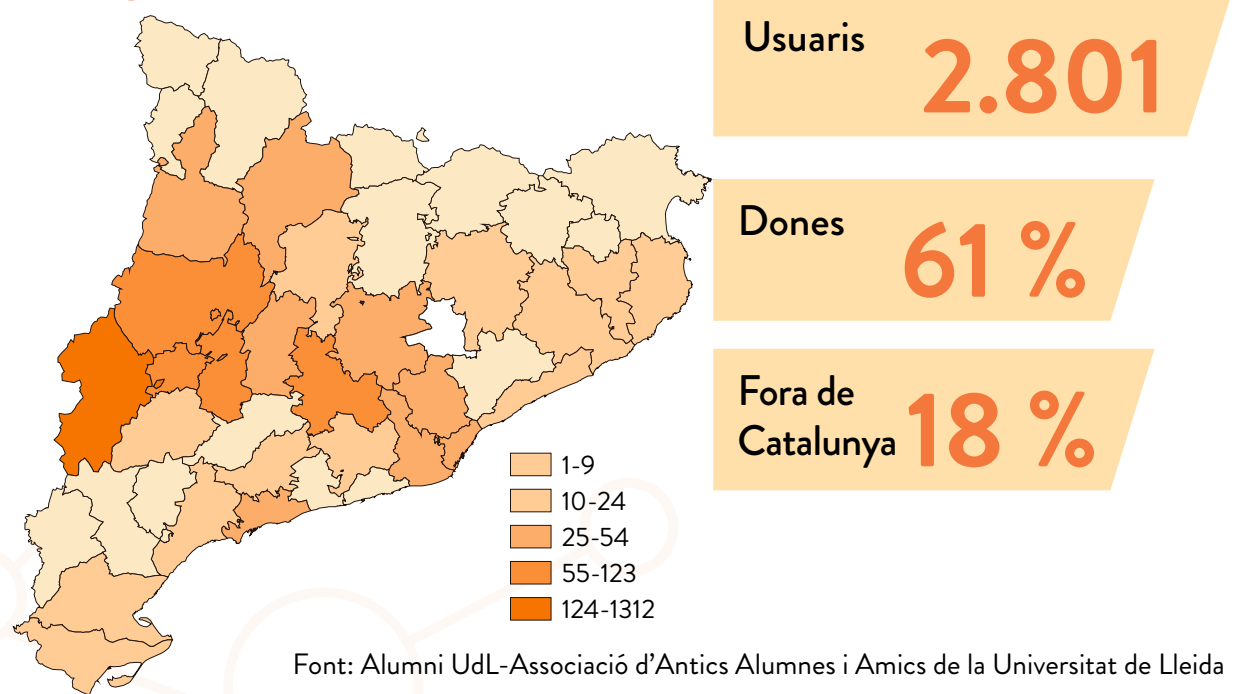 Usuaris
2.801
Dones
61 %
Fora de
Catalunya
18 %
1-9
10-24
25-54
55-123
124-1312
Font: Alumni UdL-Associació d'Antics Alumnes i Amics de la Universitat de Lleida